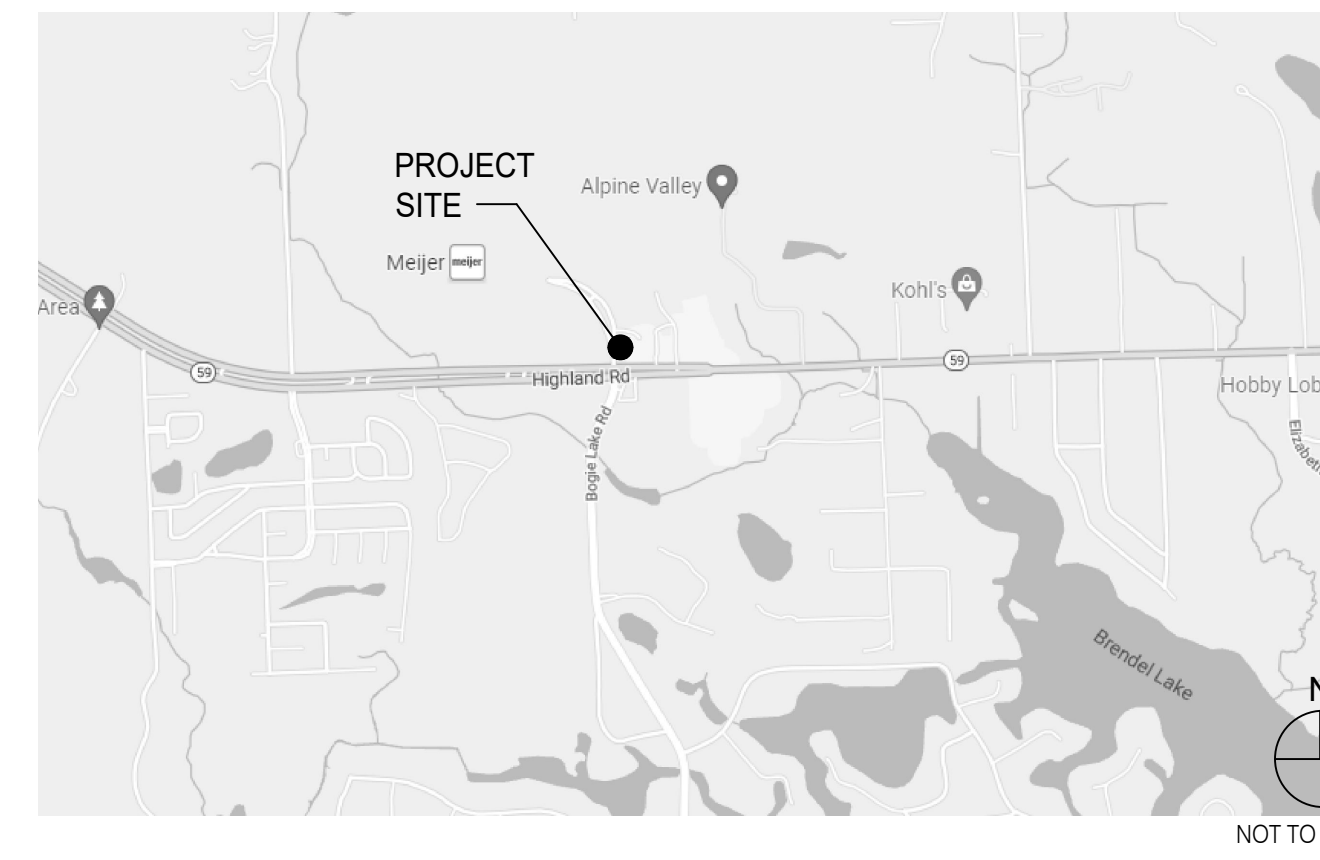 PROJECT
SITE
Alpine Valley
Meijer
meijer
Kohl's
Area
59
59
Highland Rd
Hobby Lob
Bogie Lake Rd
Elizabeth
Brendel Lake
N
NOT TO